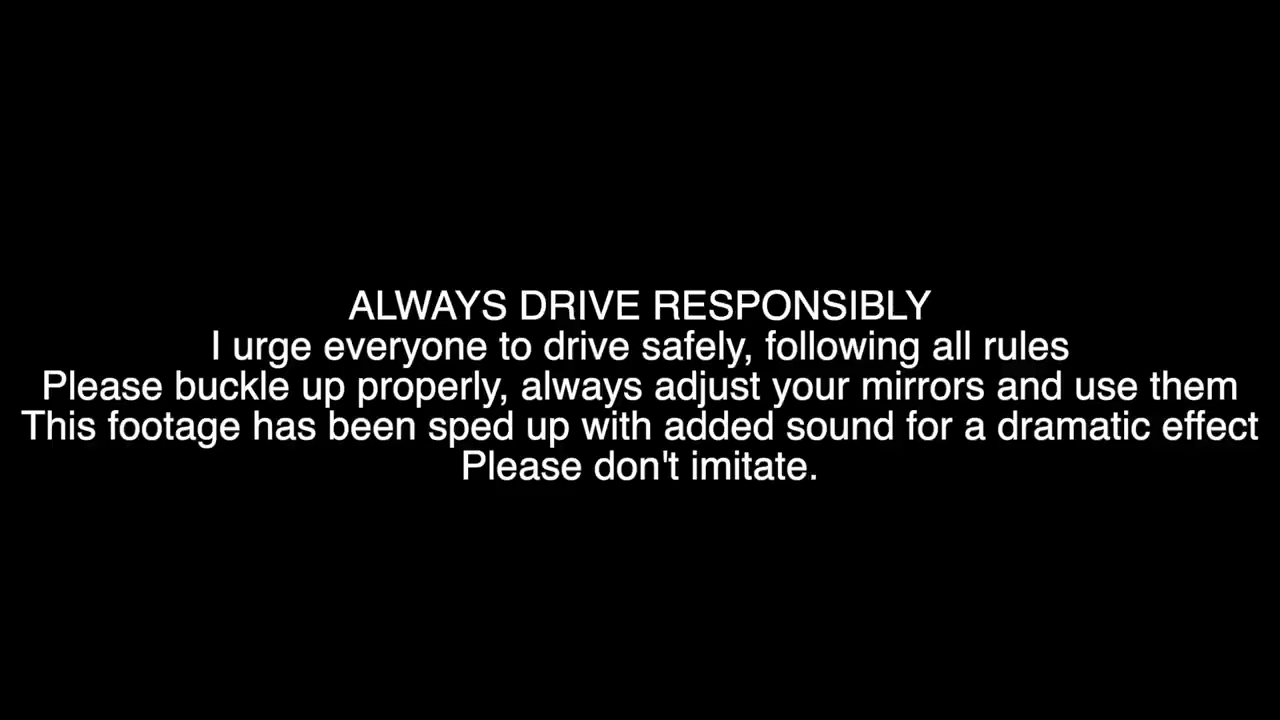 ALWAYS DRIVE RESPONSIBLY
I urge everyone to drive safely, following all rules
Please buckle up properly, always adjust your mirrors and use them
This footage has been sped up with added sound for a dramatic effect
Please don't imitate.